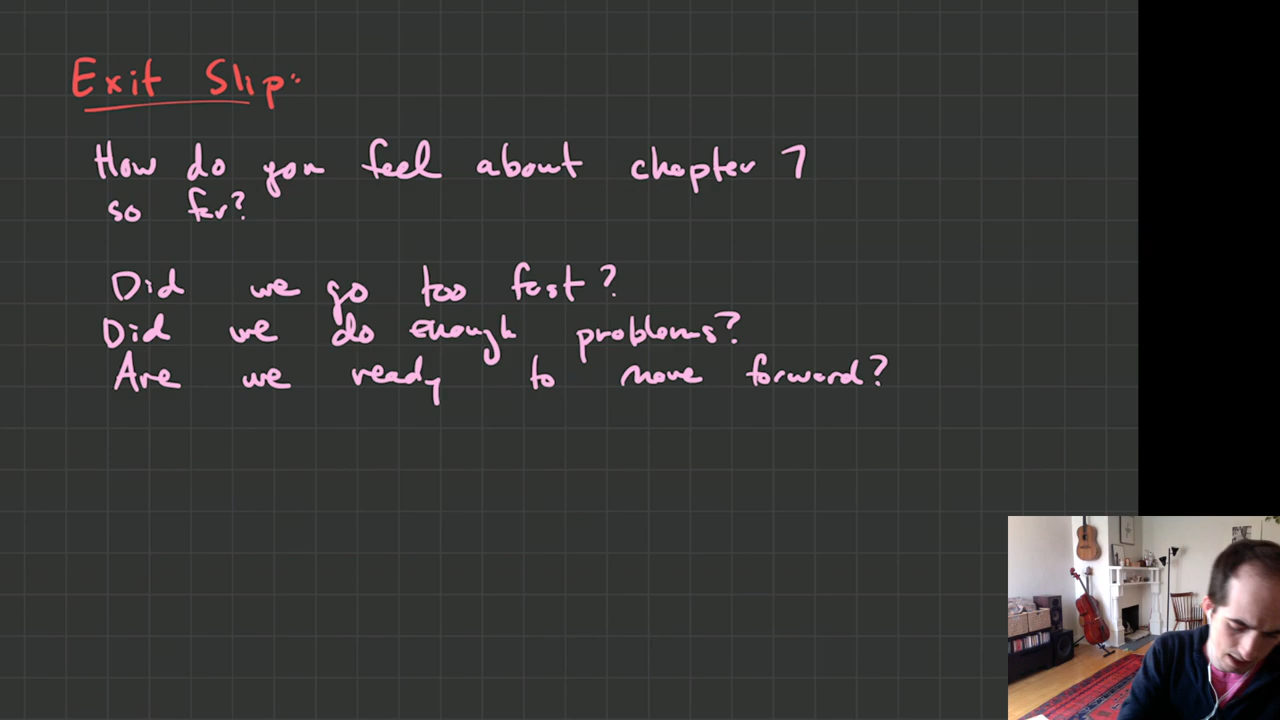 Exit Slip:
How do you feel about chapter 7
so far?
Did we go too fast?
Did we do enough problems?
Are we ready to move forward?